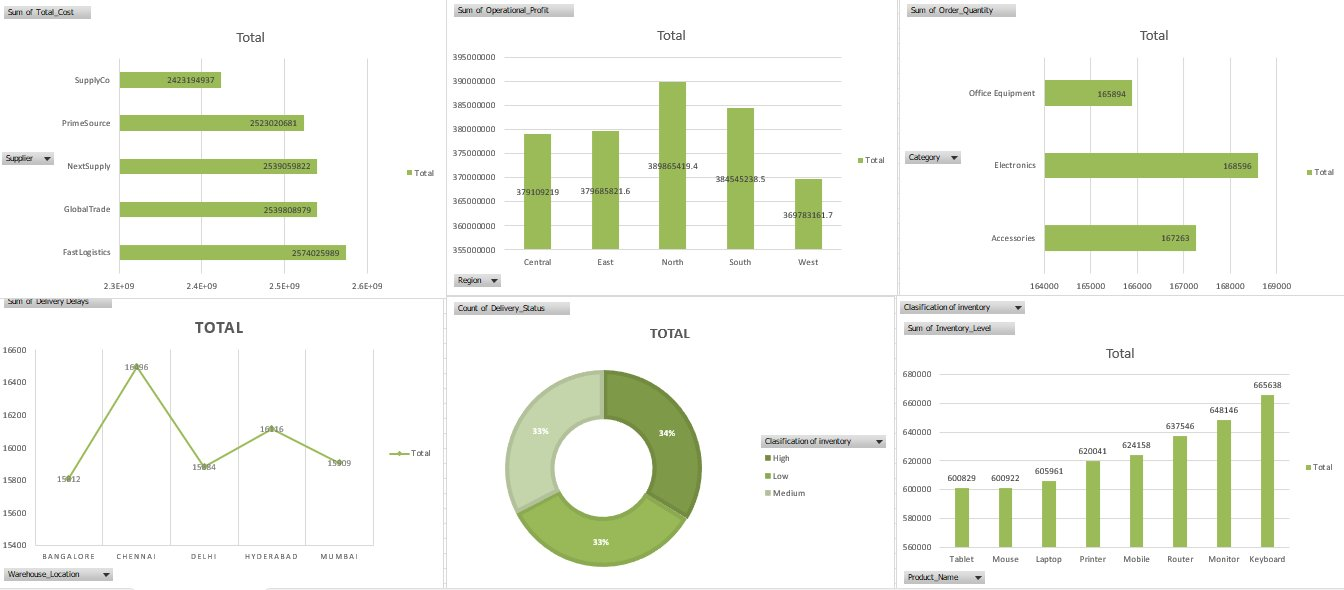 Sum of Total_Cost
Total
SupplyCo
2423194937
PrimeSource
2523020681
Supplier
NextSupply
2539059822
Total
GlobalTrade
2539808979
FastLogistics
2574025989
2.3E+09
2.4E+09
2.5E+09
2.6E+09
Sum of Operational_Profit
Total
395000000
390000000
385000000
380000000
375000000
370000000
365000000
360000000
355000000
379109219
379685821.6
389865419.4
384545238.5
369783161.7
Total
Central
East
North
South
West
Region
Sum of Order_Quantity
Total
Office Equipment
165894
Category
Electronics
168596
Total
Accessories
167263
164000
165000
166000
167000
168000
169000
Sum of Delivery Delays
TOTAL
16600
16400
16200
16000
15800
15600
15400
Total
BANGALORE
CHENNAI
DELHI
HYDERABAD
MUMBAI
Warehouse_Location
Count of Delivery_Status
TOTAL
33%
34%
33%
Clasification of inventory
High
Low
Medium
Clasification of inventory
Sum of Inventory_Level
Total
680000
660000
640000
620000
600000
580000
560000
600829
600922
605961
620041
624158
637546
648146
665638
Total
Tablet
Mouse
Laptop
Printer
Mobile
Router
Monitor
Keyboard
Product_Name